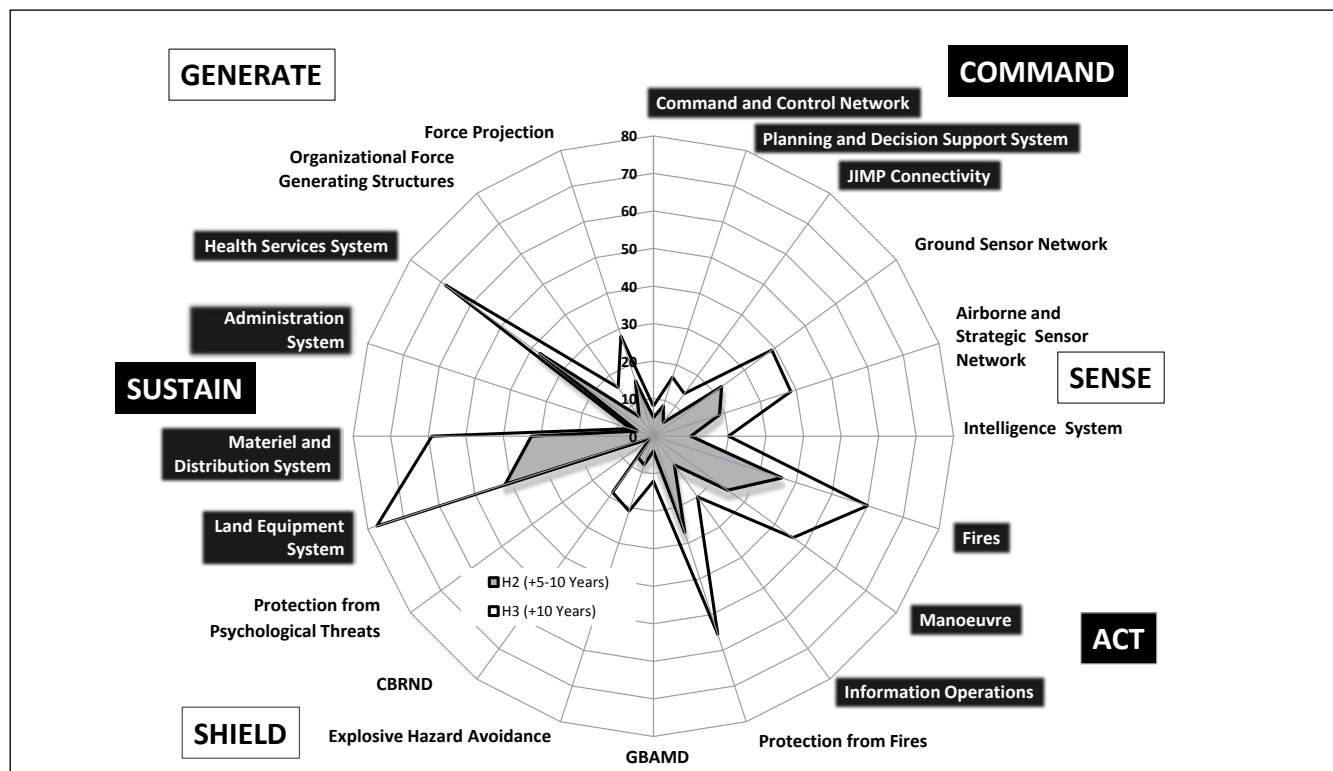 GENERATE
COMMAND
Command and Control Network
Force Projection
Planning and Decision Support System
Organizational Force
Generating Structures
JIMP Connectivity
80
70
60
50
40
30
20
10
0
Health Services System
Ground Sensor Network
Administration
System
Airborne and
Strategic Sensor
Network
SUSTAIN
SENSE
Materiel and
Distribution System
Intelligence System
Land Equipment
System
Fires
H2 (+5-10 Years)
H3 (+10 Years)
Protection from
Psychological Threats
Manoeuvre
ACT
CBRND
Information Operations
SHIELD
Explosive Hazard Avoidance
GBAMD
Protection from Fires